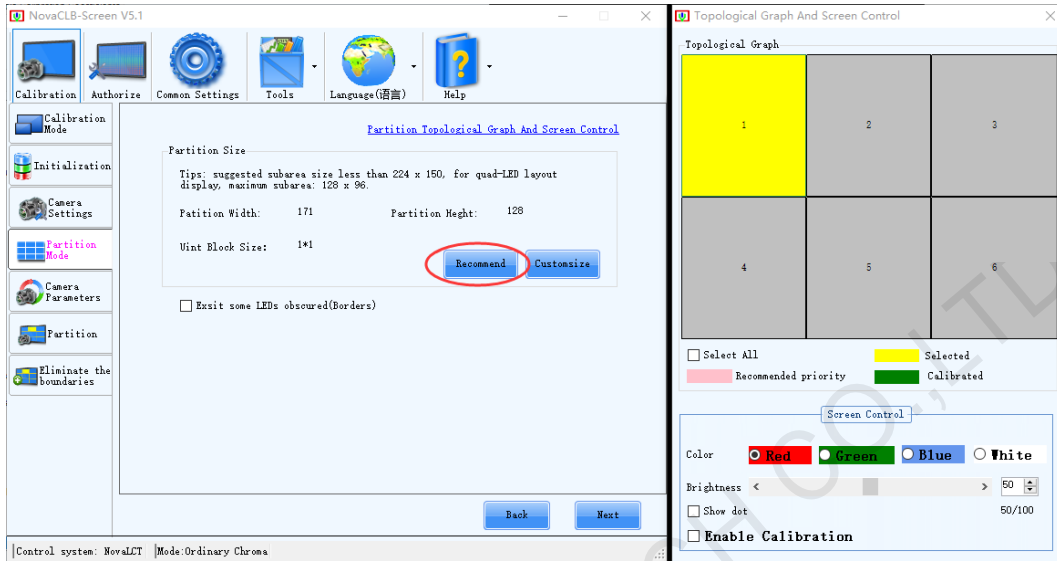 NovaCLB-Screen V5.1
Calibration Authorize Common Settings Tools Language(语言) Help
Calibration
Mode
Initialization
Camera
Settings
Partition
Mode
Camera
Parameters
Partition
Eliminate the
boundaries
Partition Topological Graph And Screen Control
Partition Size
Tips: suggested subarea size less than 224 x 150, for quad-LED layout
display, maximum subarea: 128 x 96.
Patition Width: 171 Partition Meght: 128
Uint Block Size: 1*1
Recommend Customsize
Exsit some LEDs obscured(Borders)
Back Next
Control system: NovaLCT Mode:Ordinary Chroma
Topological Graph And Screen Control
Topological Graph
1 2 3
4 5 6
Select All Selected
Recommended priority Calibrated
Screen Control
Color Red Green Blue White
Brightness < > 50
Show dot 50/100
Enable Calibration
H CO.,LTD